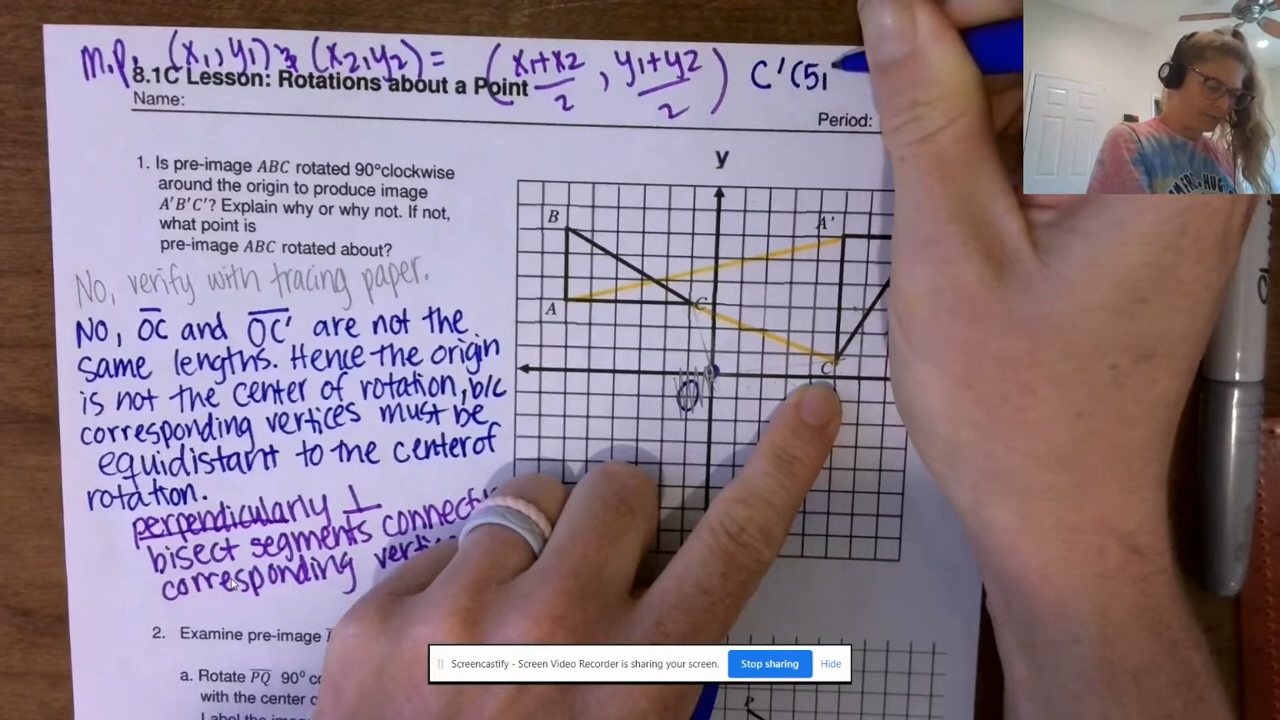 m.p. (x1,y1) & (x2,y2) = (x1+x2/2, y1+y2/2) C'(5,
8.1C Lesson: Rotations about a Point
Name:
Period:
1. Is pre-image ABC rotated 90°clockwise
around the origin to produce image
A'B'C'? Explain why or why not. If not,
what point is
pre-image ABC rotated about?
No, verify with tracing paper.
No, OC and OC' are not the
same lengths. Hence the origin
is not the center of rotation, b/c
corresponding vertices must be
equidistant to the center of
rotation.
perpendicularly ⊥
bisect segments
corresponding
y
B
A'
A
C
C'
O
2. Examine pre-image
a. Rotate PQ 90°
with the center
Label the
P
Screencastify - Screen Video Recorder is sharing your screen.
Stop sharing
Hide